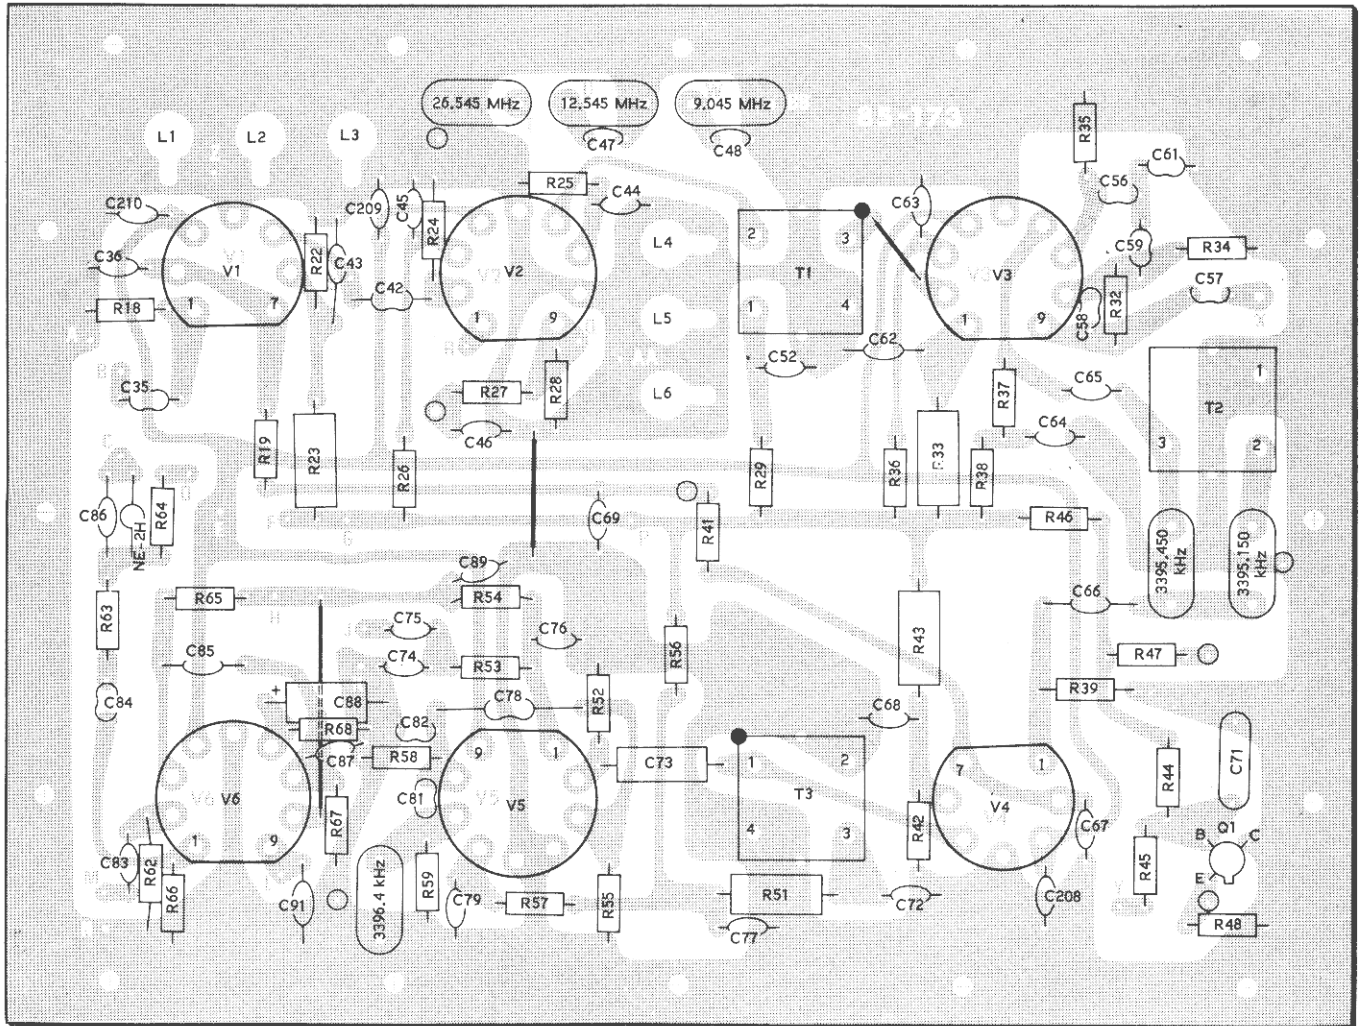 26.545 MHz 12.545 MHz 9.045 MHz
85-173
L1 L2 L3
C47 C48
R35
C61
R25 C44 C56
C210 C209 C45 R24 C63
L4 2 3
C59 R34
C36 V1 R22 C43 V2 T1 V3
C57
C42
R18 1 7 1 9 L5 1 4 1 9 C58 R32
X
C62
B C52 1
C35 R27 R28 L6 R37 C65 T2
C46 C64
C 3 2
R19 R23 R26 R29 R36 R33 R38
C86 NE-2H R64 C69 R41 R46
F G P
3395.450 kHz 3395.150 kHz
C89
R65 R54 C66
R63 H C75 C76 R43
C85 C74 R53 R56 R47
C84 + C88 C78 R52 C68 R39
R68 C82
C87 R58 9 1 C73 1 2 7 1 R44 C71
V6 C81 V5 T3 V4
1 9 R67 4 3 R42 C67 B Q1 C
C83 R62 R45 E
R66 C91 3396.4 kHz R59 C79 R57 R55 R51 C72 C208 R48
C77